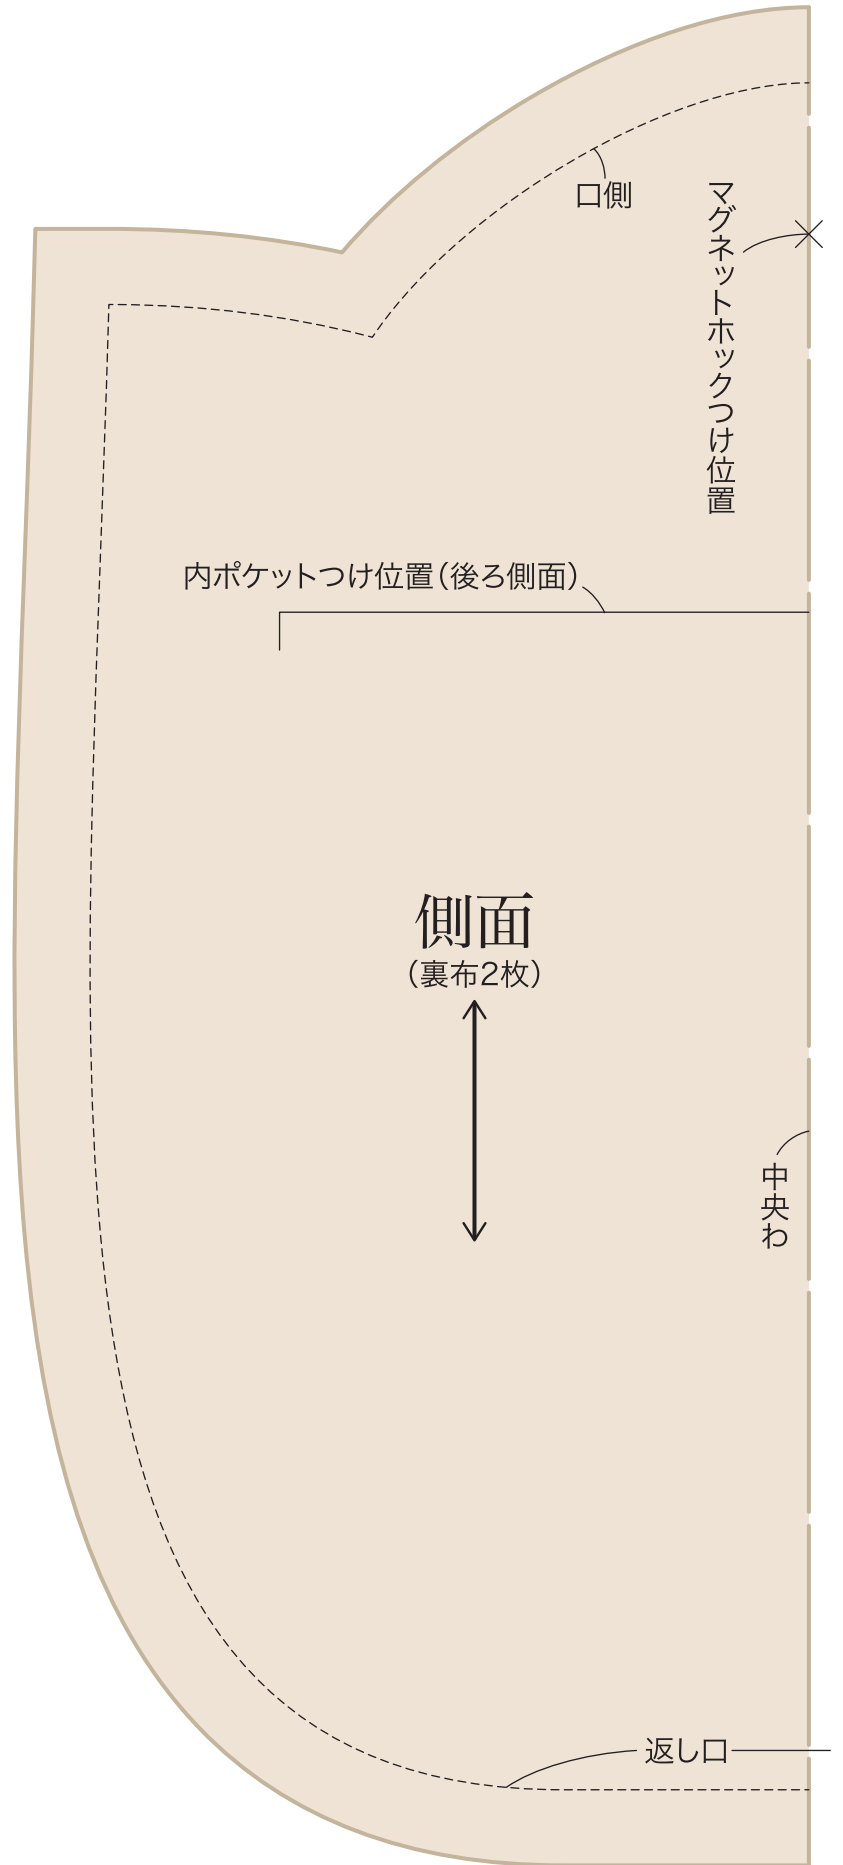 口側
マグネットホックつけ位置
内ポケットつけ位置（後ろ側面）
側面
（裏布2枚）
中央わ
返し口